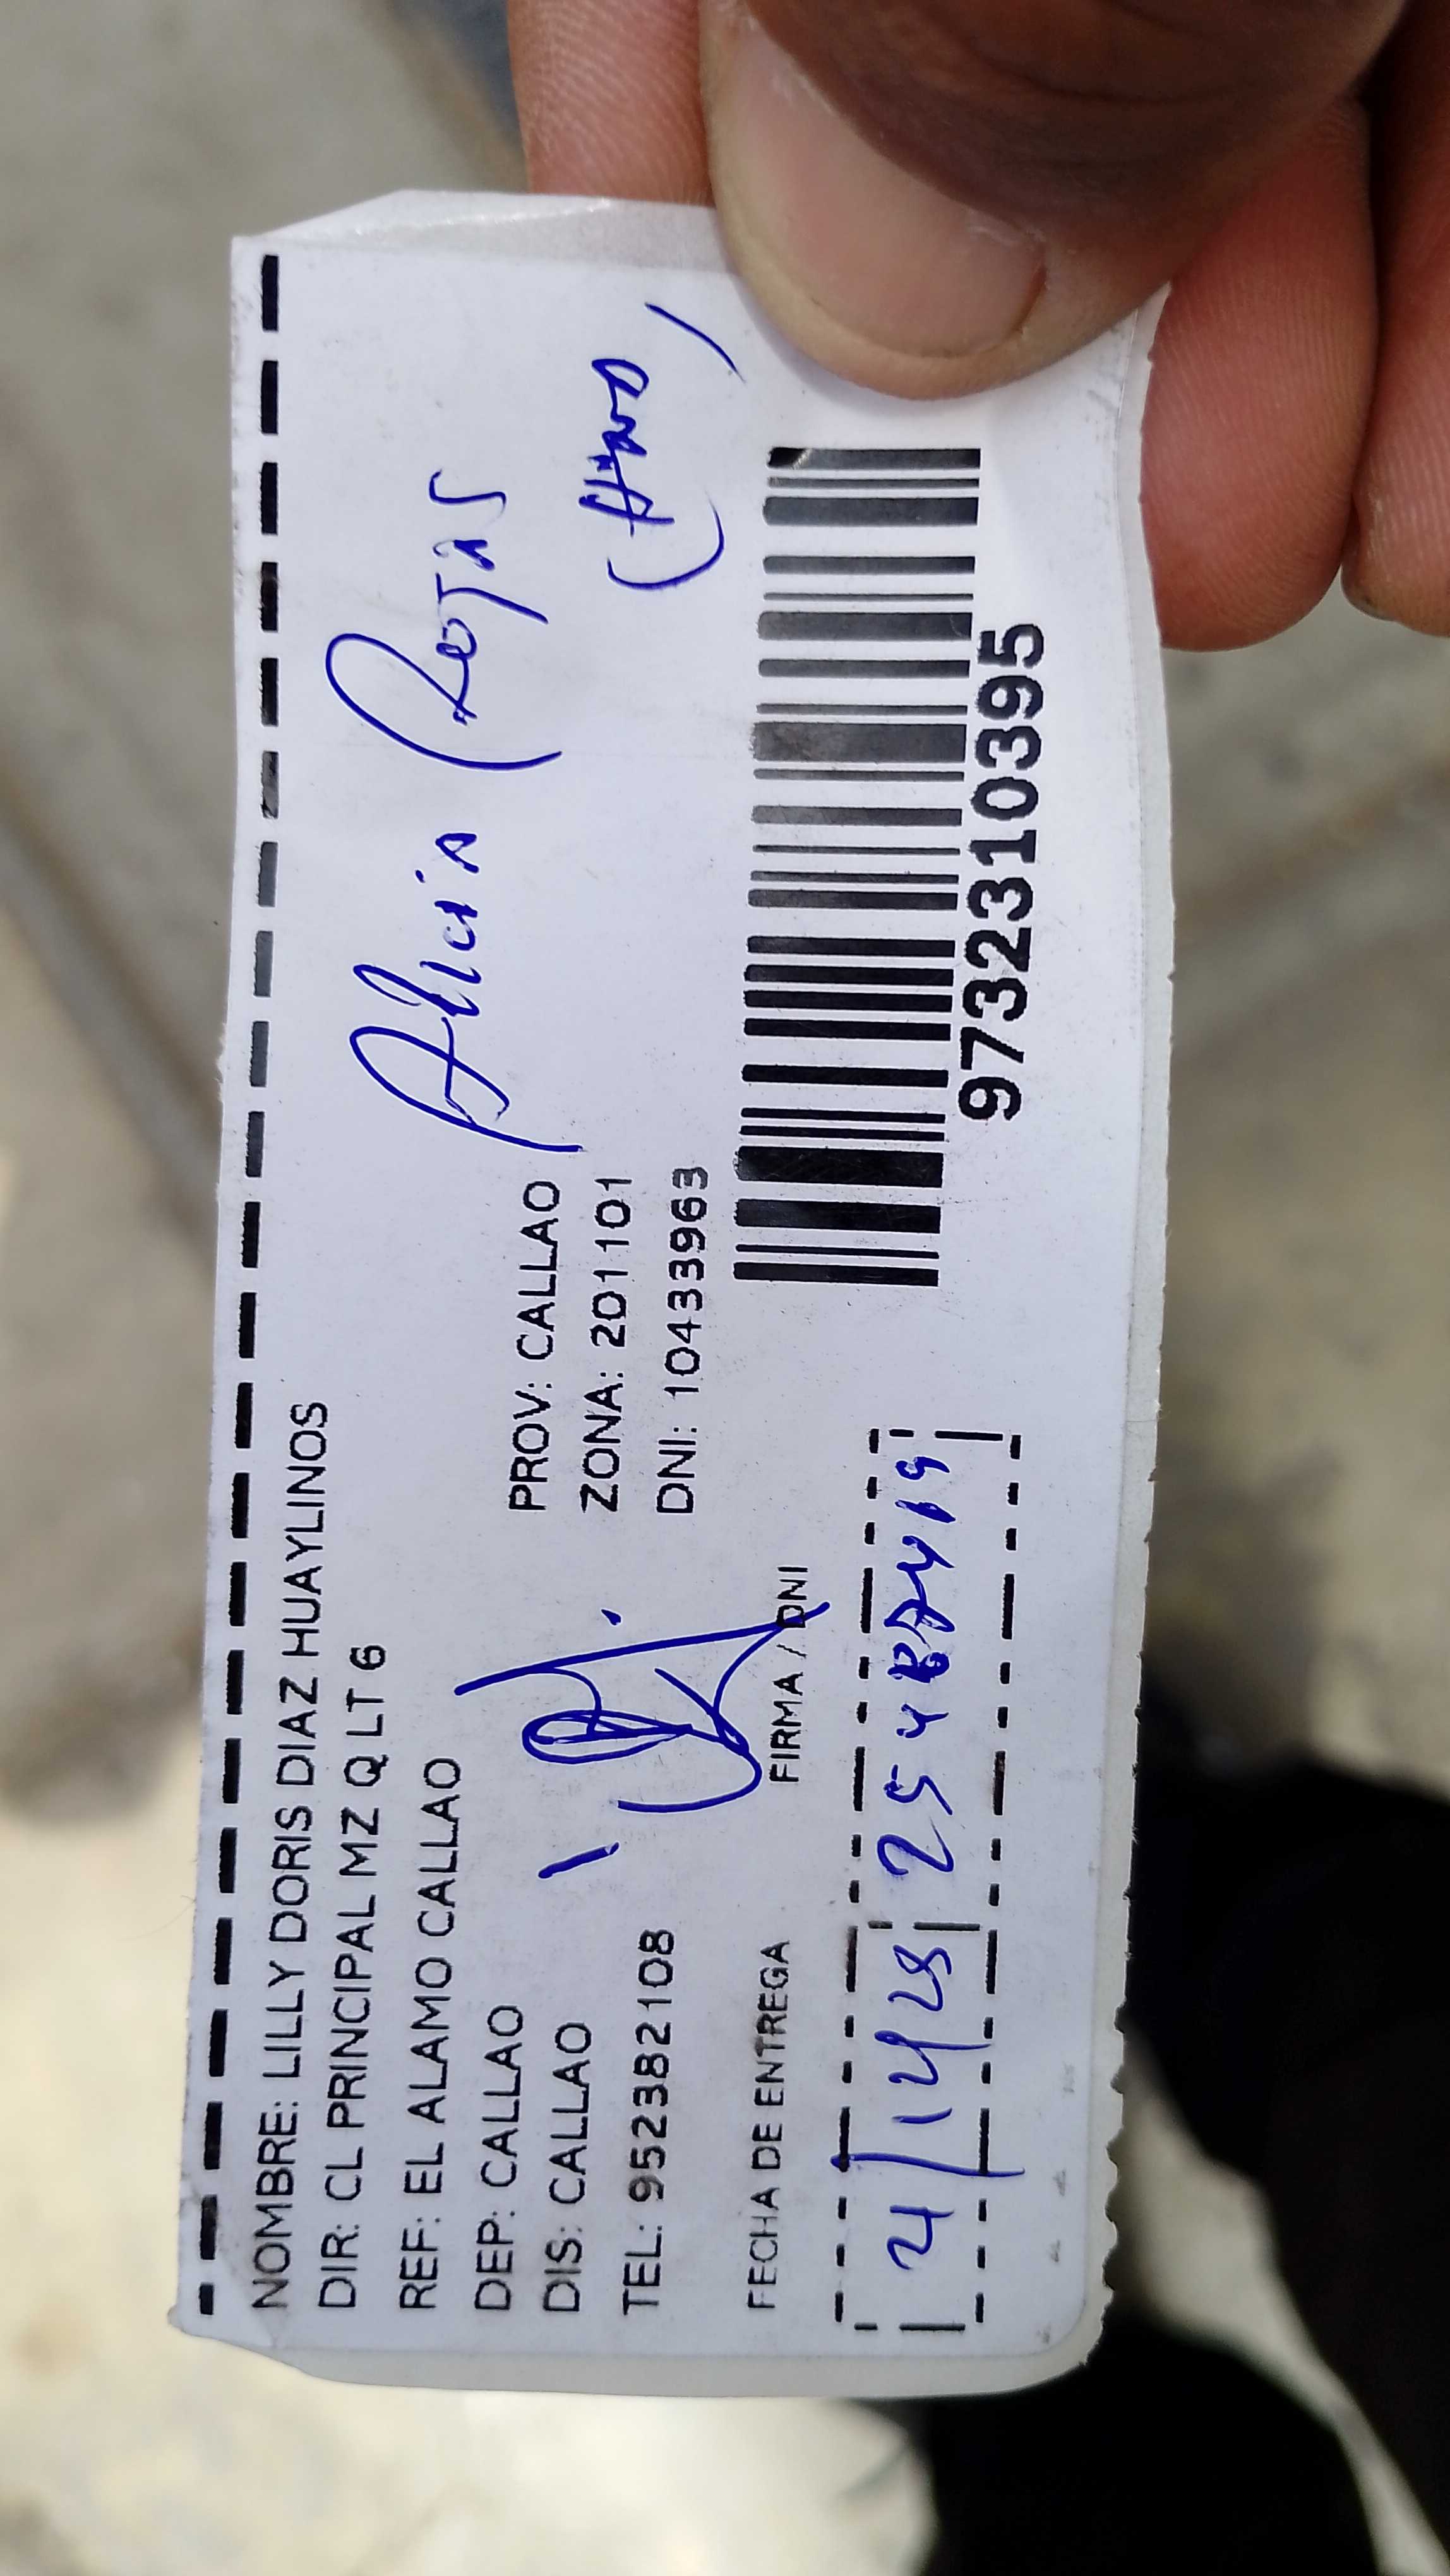 NOMBRE: LILLY DORIS DIAZ HUAYLINOS
DIR: CL PRINCIPAL MZ Q LT 6
REF: EL ALAMO CALLAO
DEP: CALLAO PROV: CALLAO
DIS: CALLAO ZONA: 201101
TEL: 952382108 DNI: 10433963
Alicia Rojas
FECHA DE ENTREGA FIRMA / DNI
9732310395